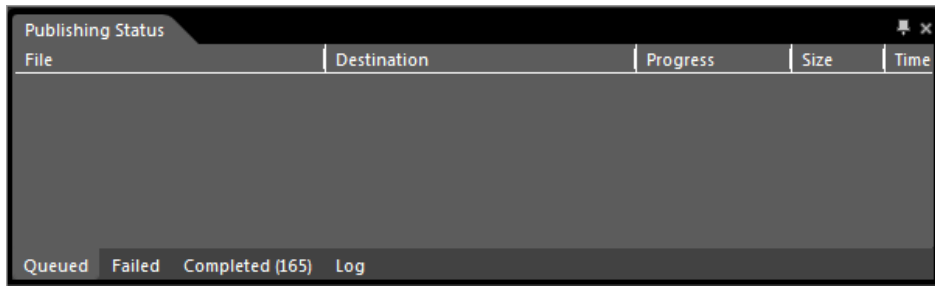 Publishing Status
File Destination Progress Size Time
Queued Failed Completed (165) Log